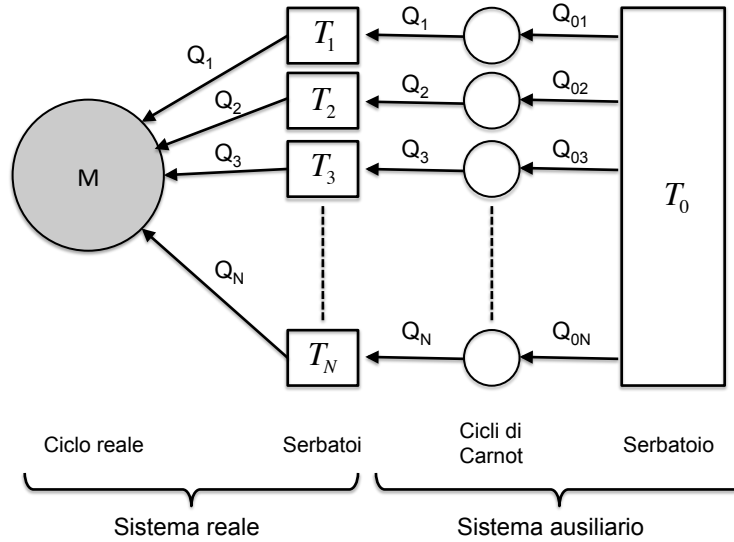 Q1 T1 Q1 Q01
Q2 T2 Q2 Q02
Q3 T3 Q3 Q03
M T0
QN TN QN Q0N
Ciclo reale Serbatoi Cicli di Carnot Serbatoio
Sistema reale Sistema ausiliario